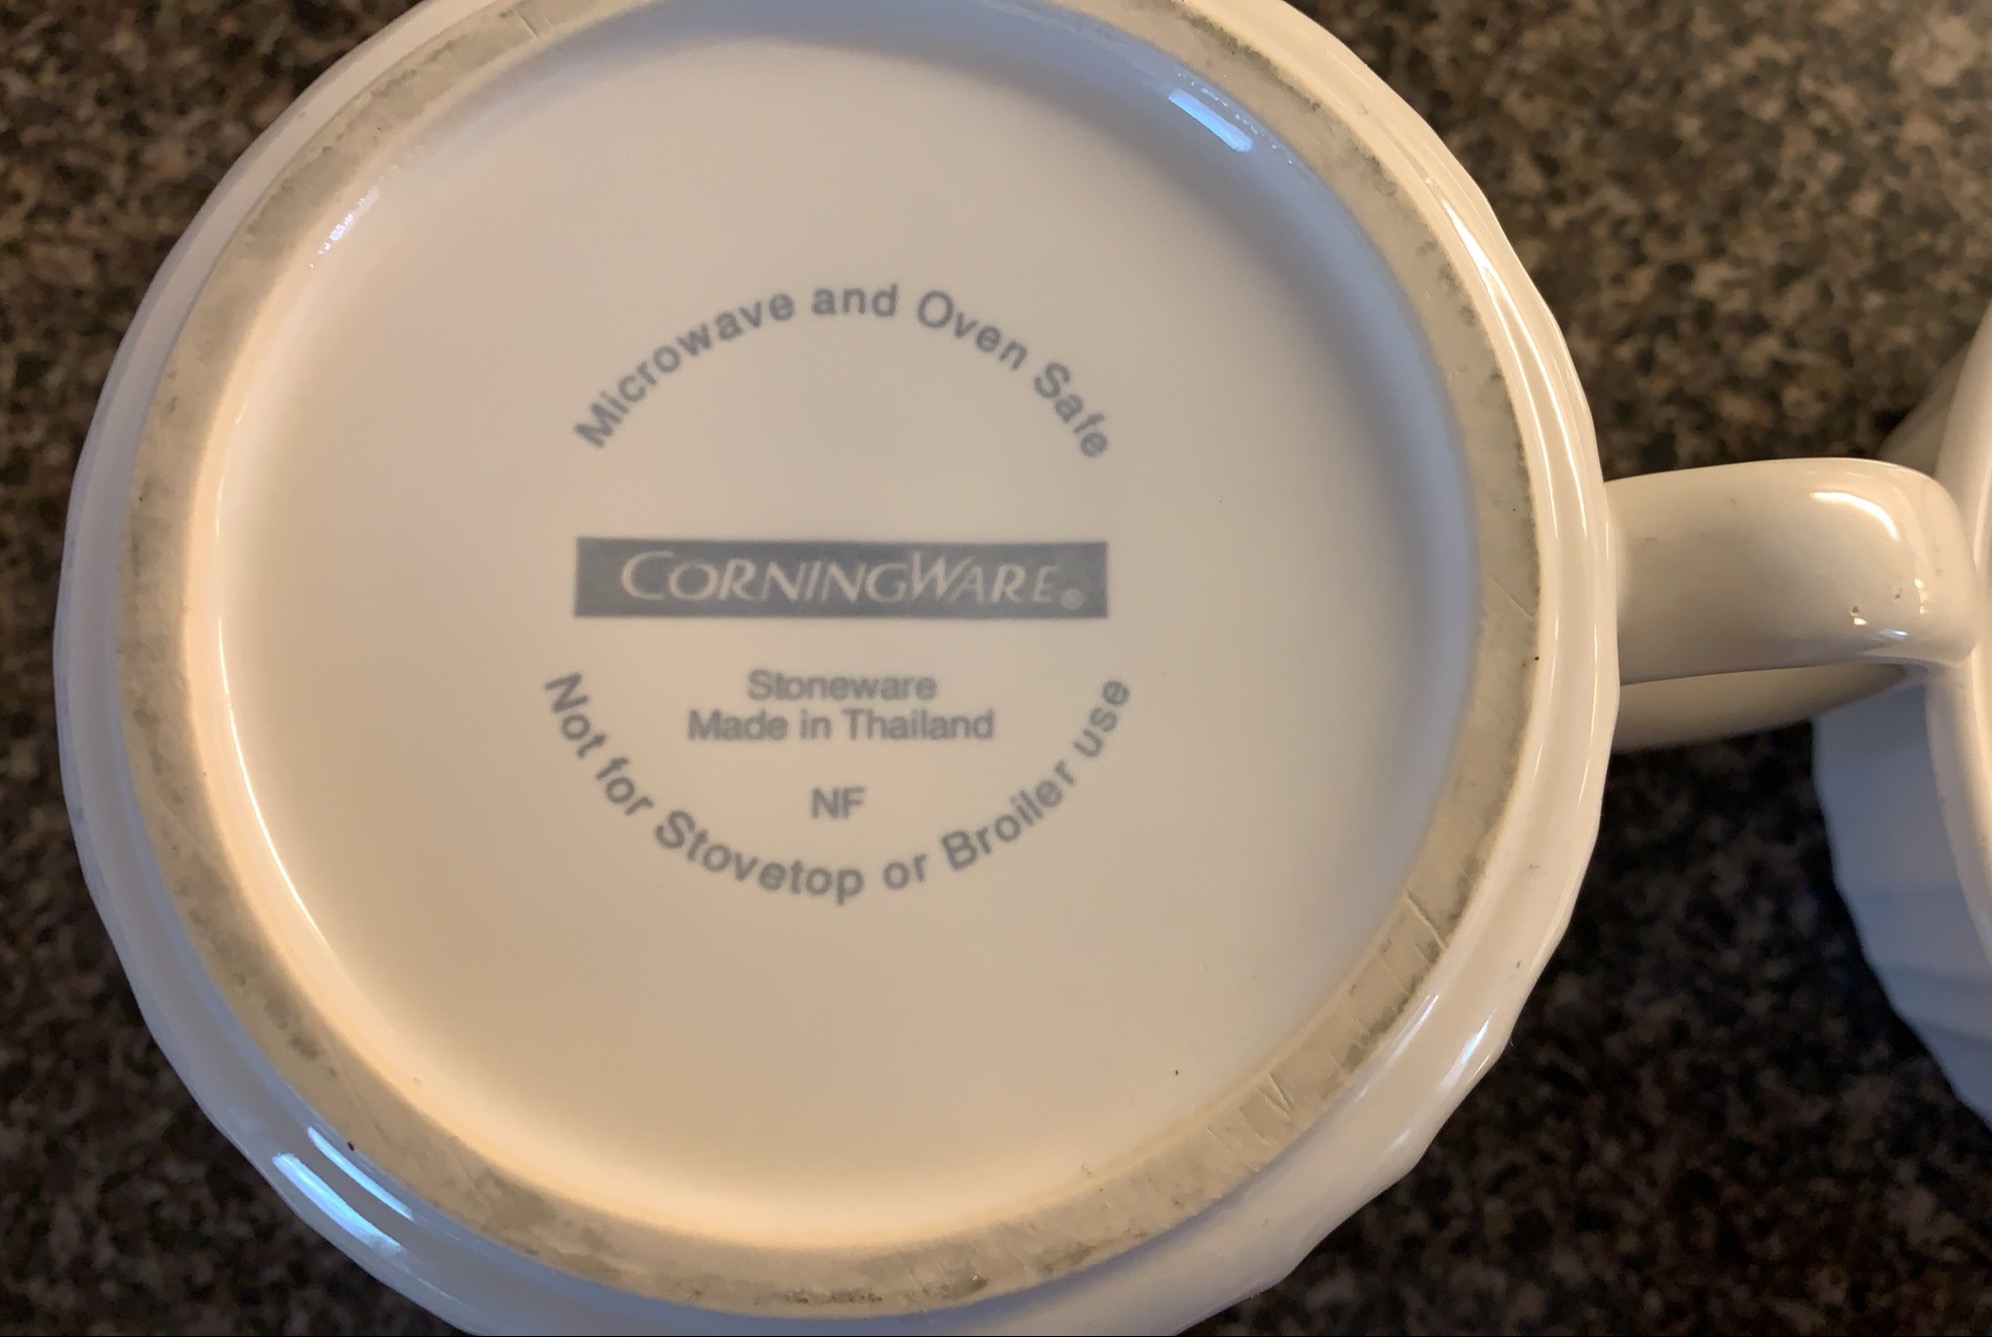 Microwave and Oven Safe
CORNINGWARE®
Stoneware
Made in Thailand
NF
Not for Stovetop or Broiler use